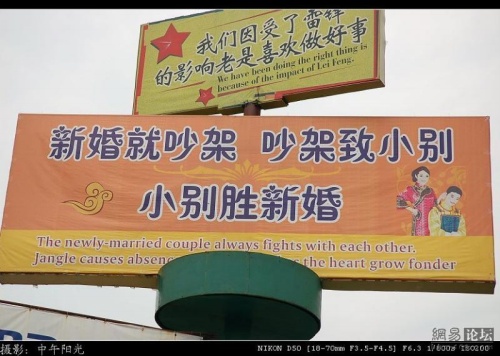 我们因受了雷锋
的影响老是喜欢做好事
We have been doing the right thing is
because of the impact of Lei Feng.
新婚就吵架 吵架致小别
小别胜新婚
The newly-married couple always fights with each other.
Jangle causes absenc the heart grow fonder
摄影：中午阳光
NIKON D50 [18-70mm F3.5-F4.5] F6.3 1/800s ISO200
网易论坛